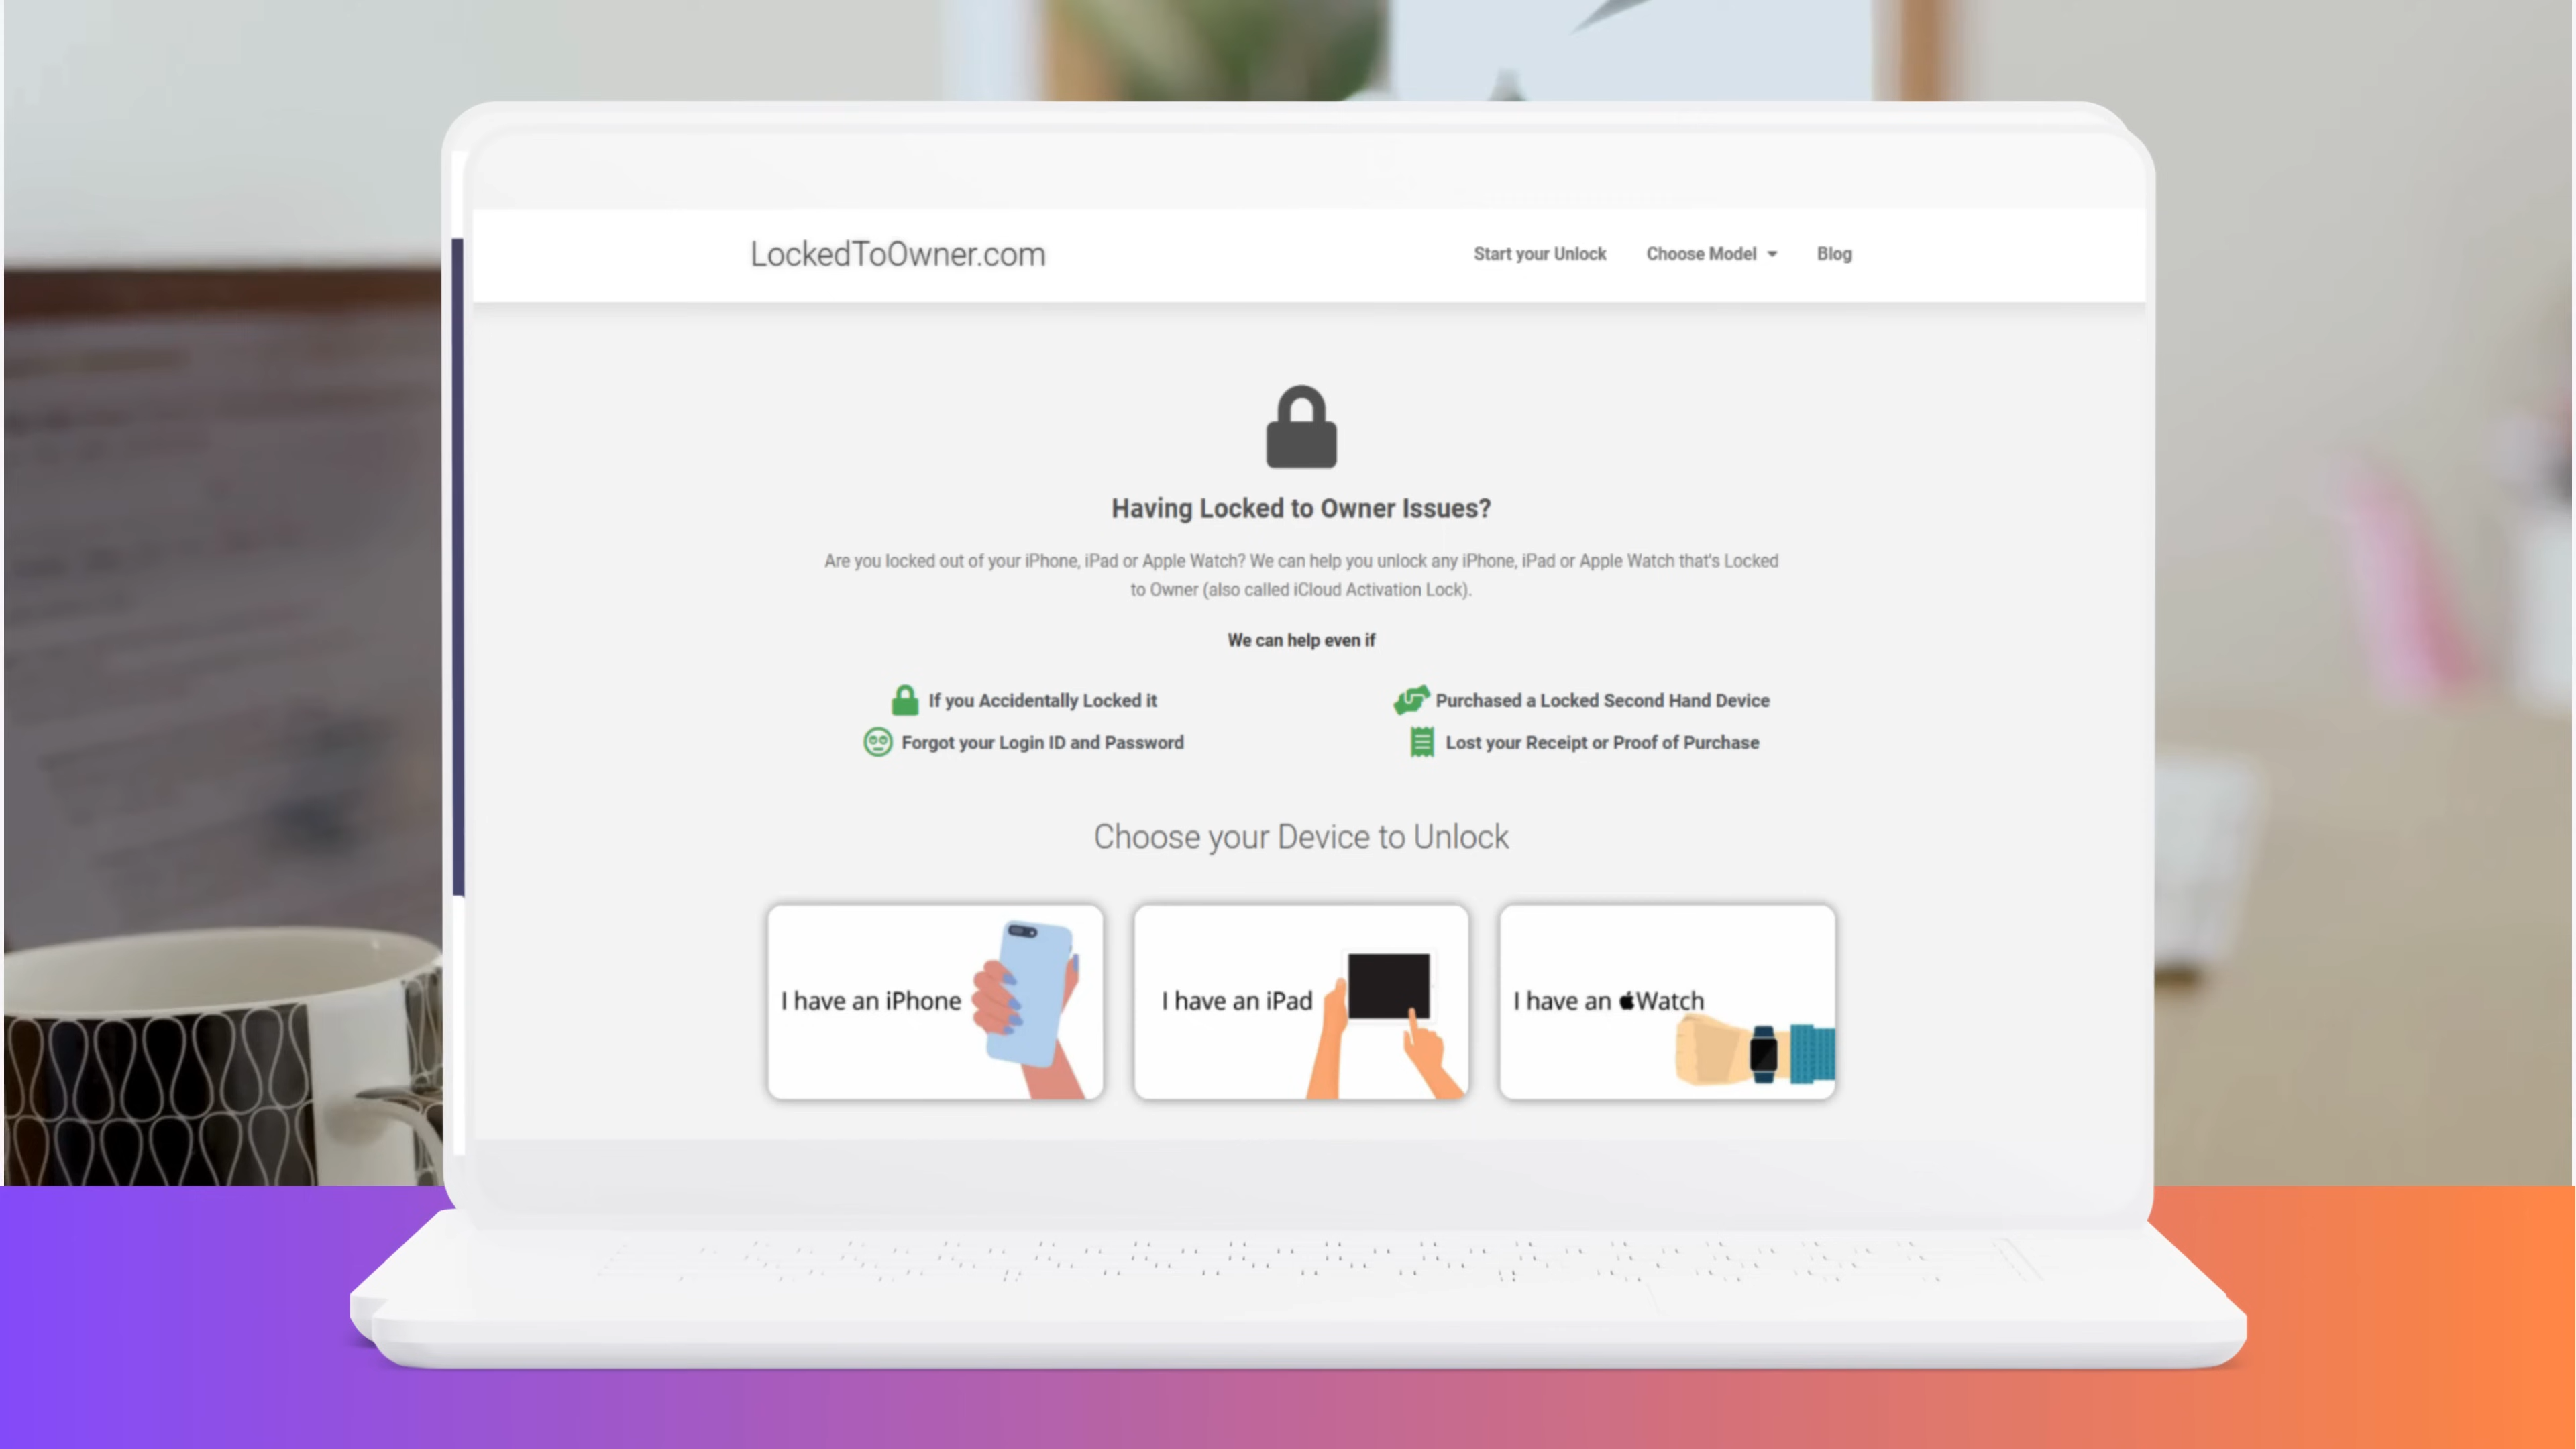 LockedToOwner.com
Start your Unlock
Choose Model
Blog
Having Locked to Owner Issues?
Are you locked out of your iPhone, iPad or Apple Watch? We can help you unlock any iPhone, iPad or Apple Watch that's Locked
to Owner (also called iCloud Activation Lock).
We can help even if
If you Accidentally Locked it
Purchased a Locked Second Hand Device
Forgot your Login ID and Password
Lost your Receipt or Proof of Purchase
Choose your Device to Unlock
I have an iPhone
I have an iPad
I have an Watch